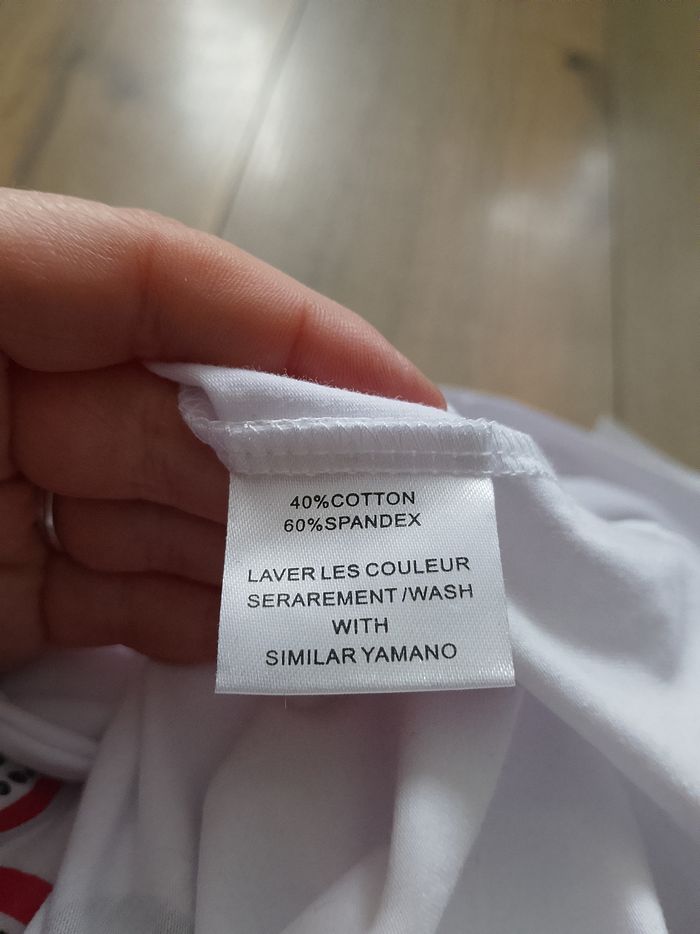 40%COTTON
60%SPANDEX
LAVER LES COULEUR
SERAREMENT /WASH
WITH
SIMILAR YAMANO